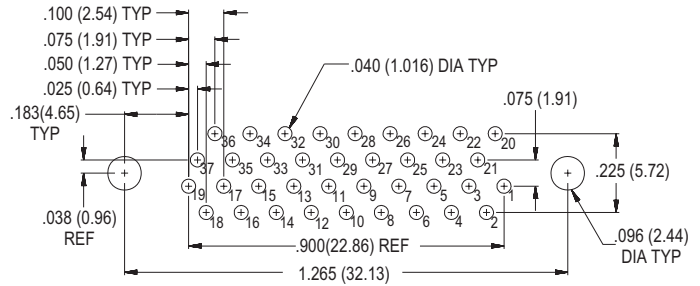 .100 (2.54) TYP
.075 (1.91) TYP
.050 (1.27) TYP
.025 (0.64) TYP
.183(4.65)
TYP
.040 (1.016) DIA TYP
.075 (1.91)
36 34 32 30 28 26 24 22 20
37 35 33 31 29 27 25 23 21
.225 (5.72)
19 17 15 13 11 9 7 5 3 1
18 16 14 12 10 8 6 4 2
.038 (0.96)
REF
.900(22.86) REF
.096 (2.44)
DIA TYP
1.265 (32.13)